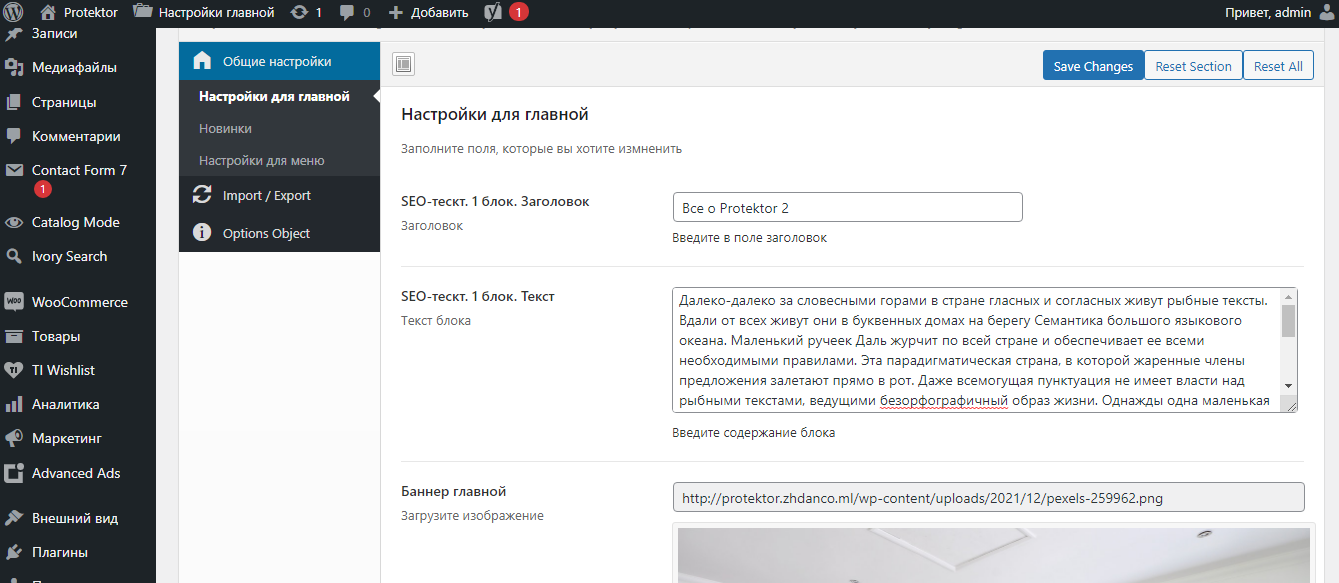 Protektor
Настройки главной
1
0
Добавить
1
Привет, admin
Записи
Медиафайлы
Страницы
Комментарии
Contact Form 7
1
Catalog Mode
Ivory Search
WooCommerce
Товары
TI Wishlist
Аналитика
Маркетинг
Advanced Ads
Внешний вид
Плагины
Общие настройки
Настройки для главной
Новинки
Настройки для меню
Import / Export
Options Object
Save Changes
Reset Section
Reset All
Настройки для главной
Заполните поля, которые вы хотите измненить
SEO-тескт. 1 блок. Заголовок
Заголовок
Все о Protektor 2
Введите в поле заголовок
SEO-тескт. 1 блок. Текст
Текст блока
Далеко-далеко за словесными горами в стране гласных и согласных живут рыбные тексты.
Вдали от всех живут они в буквенных домах на берегу Семантика большого языкового
океана. Маленький ручеек Даль журчит по всей стране и обеспечивает ее всеми
необходимыми правилами. Эта парадигматическая страна, в которой жаренные члены
предложения залетают прямо в рот. Даже всемогущая пунктуация не имеет власти над
рыбными текстами, ведущими безорфографичный образ жизни. Однажды одна маленькая
Введите содержание блока
Баннер главной
Загрузите изображение
http://protektor.zhdanco.ml/wp-content/uploads/2021/12/pexels-259962.png